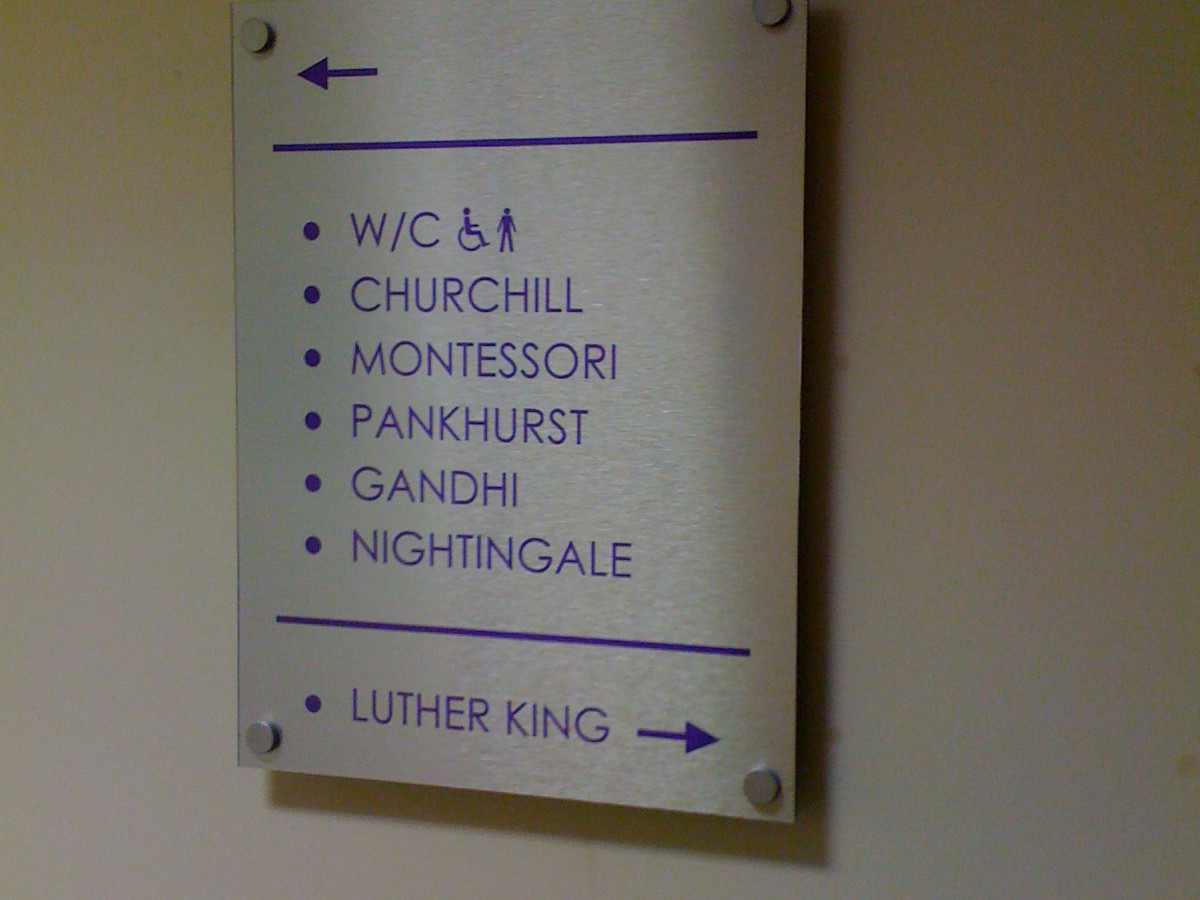 W/C
CHURCHILL
MONTESSORI
PANKHURST
GANDHI
NIGHTINGALE
LUTHER KING